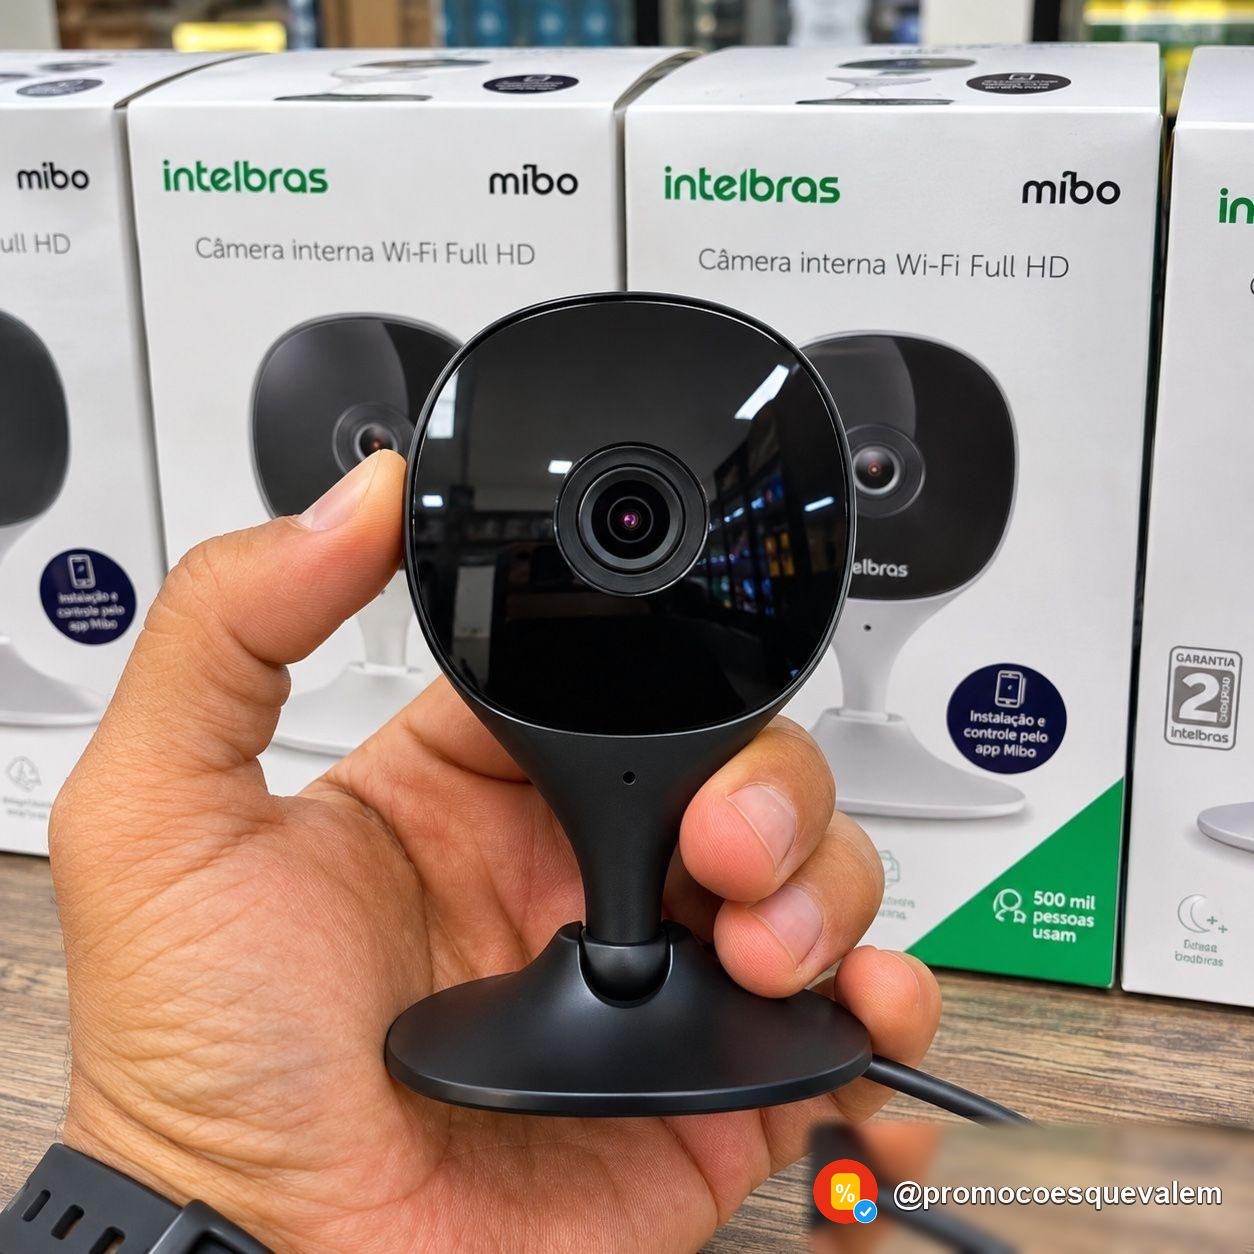 mibo
ull HD
Instalação e
controle pelo
app Mibo
intelbras
mibo
Câmera interna Wi-Fi Full HD
intelbras
mibo
Câmera interna Wi-Fi Full HD
elbras
Instalação e
controle pelo
app Mibo
500 mil
pessoas
usam
in
GARANTIA
2
intelbras
%
@promocoesquevalem